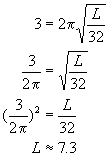 3 = 2π√(L/32)
3/(2π) = √(L/32)
(3/(2π))² = L/32
L ≈ 7.3